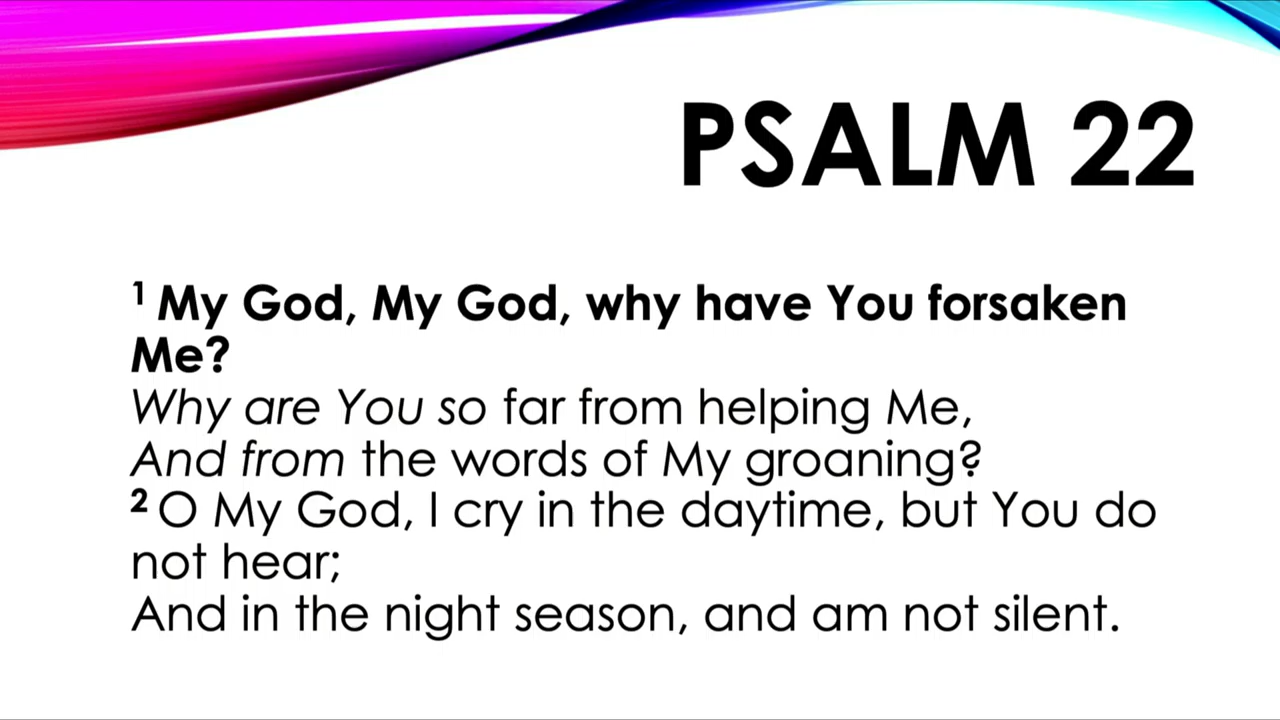 PSALM 22
1 My God, My God, why have You forsaken
Me?
Why are You so far from helping Me,
And from the words of My groaning?
2 O My God, I cry in the daytime, but You do
not hear;
And in the night season, and am not silent.